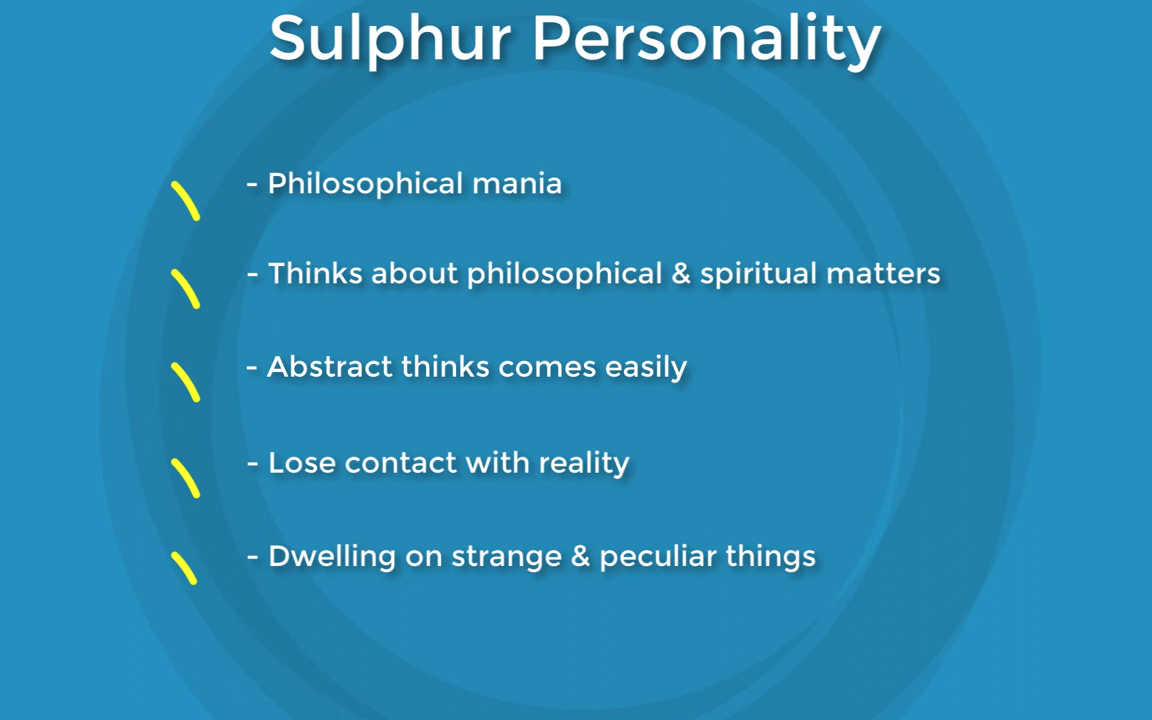 Sulphur Personality
- Philosophical mania
- Thinks about philosophical & spiritual matters
- Abstract thinks comes easily
- Lose contact with reality
- Dwelling on strange & peculiar things